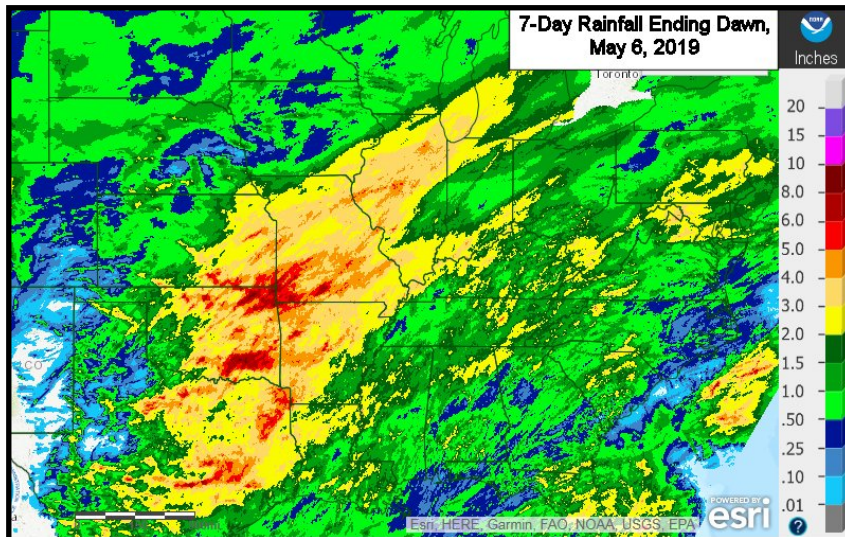 7-Day Rainfall Ending Dawn,
May 6, 2019
NOAA
Inches
Toronto
20
15
10
8.0
6.0
5.0
4.0
3.0
2.0
1.5
1.0
.50
.25
.10
.01
CO
POWERED BY
esri
Esri, HERE, Garmin, FAO, NOAA, USGS, EPA
?